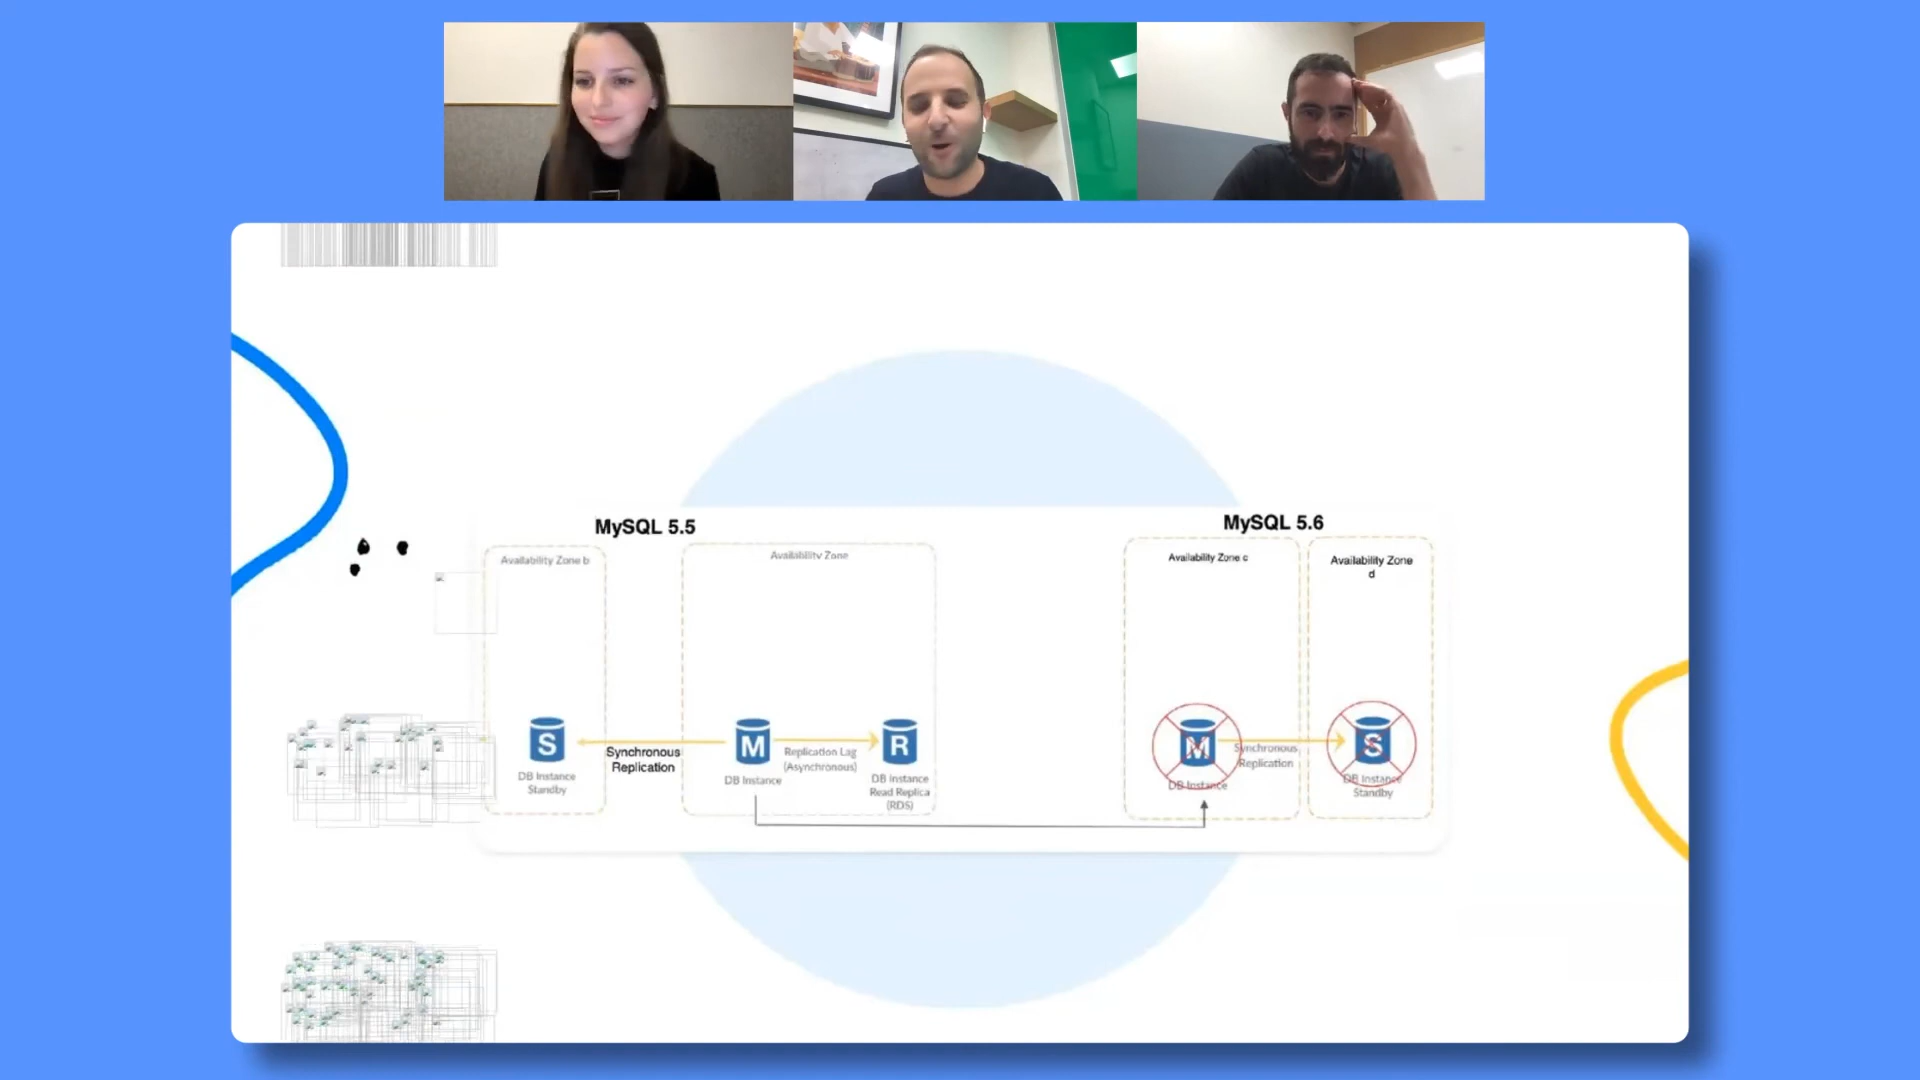 MySQL 5.5
MySQL 5.6
Availability Zone b
Availability Zone
Availability Zone c
Availability Zone
d
S
M
R
M
S
Synchronous
Replication
Replication Lag
(Asynchronous)
Synchronous
Replication
DB Instance
Standby
DB Instance
DB Instance
Read Replica
(RDS)
DB Instance
DB Instance
Standby